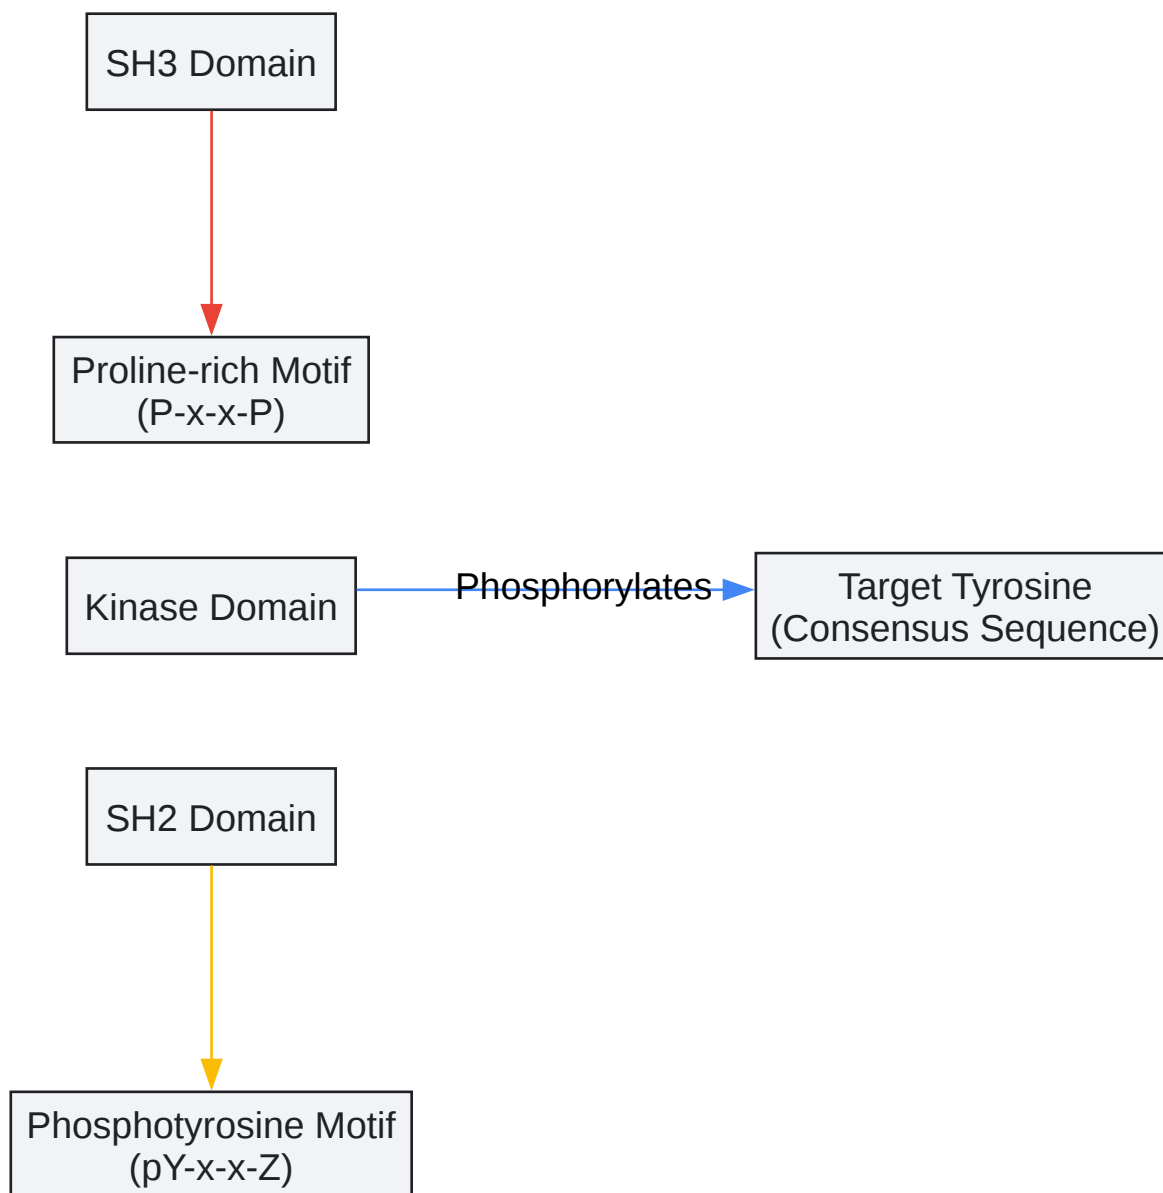 SH3 Domain
Proline-rich Motif
(P-x-x-P)
Kinase Domain
Phosphorylates
Target Tyrosine
(Consensus Sequence)
SH2 Domain
Phosphotyrosine Motif
(pY-x-x-Z)